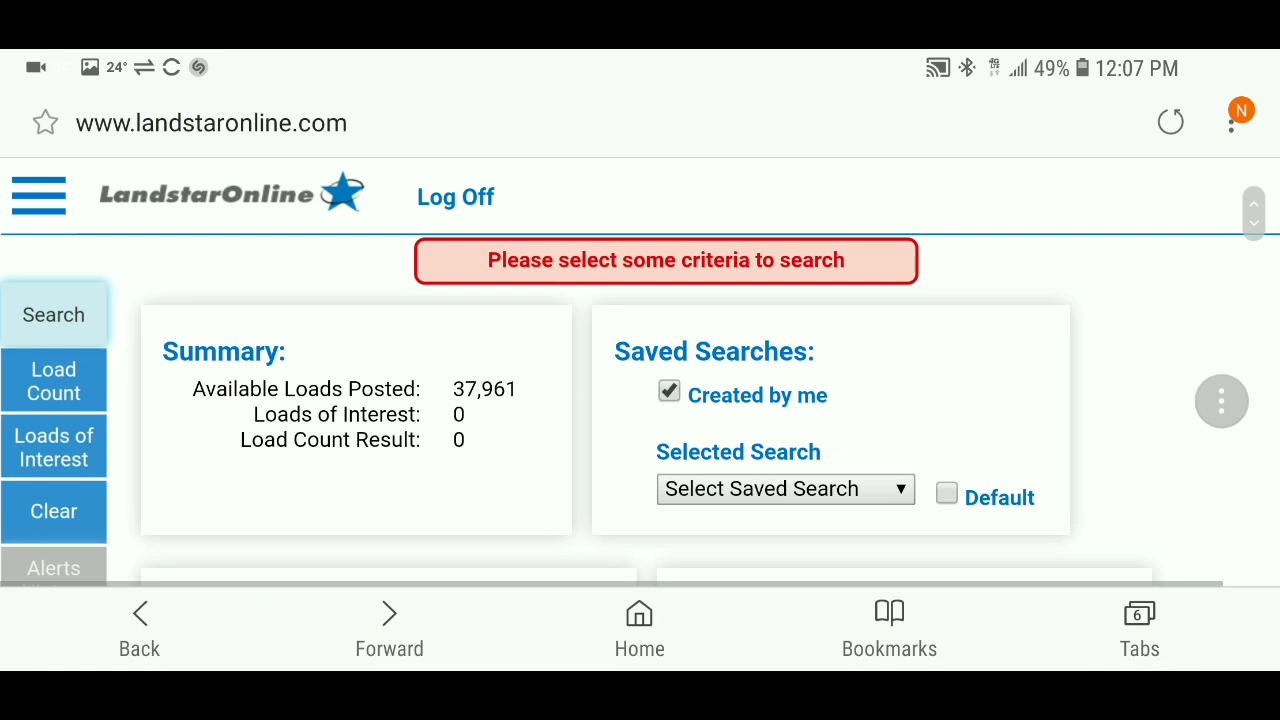 24° 49% 12:07 PM
www.landstaronline.com
N
LandstarOnline Log Off
Please select some criteria to search
Search
Load
Count
Loads of
Interest
Clear
Alerts
Summary:
Available Loads Posted: 37,961
Loads of Interest: 0
Load Count Result: 0
Saved Searches:
Created by me
Selected Search
Select Saved Search
Default
Back Forward Home Bookmarks 6 Tabs